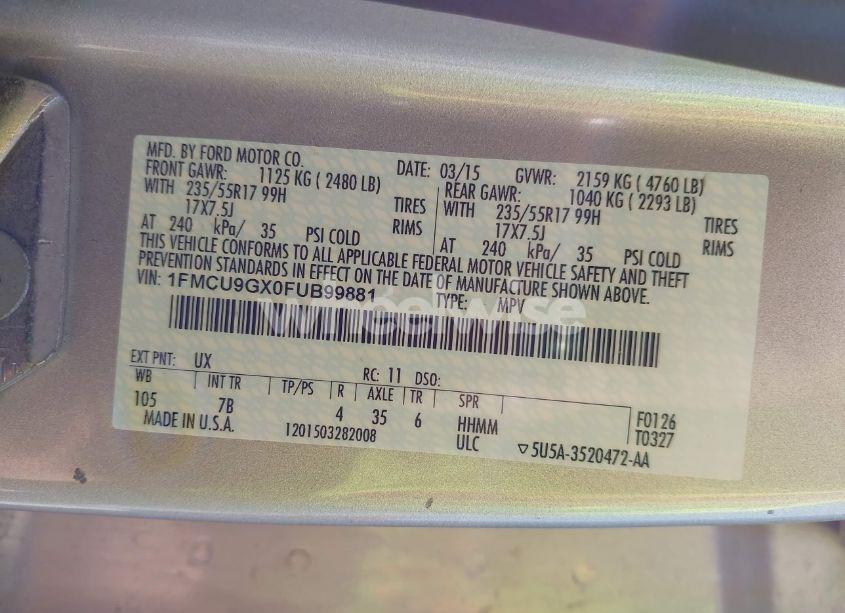 MFD. BY FORD MOTOR CO.
DATE: 03/15 GVWR: 2159 KG ( 4760 LB)
FRONT GAWR: 1125 KG ( 2480 LB) REAR GAWR: 1040 KG ( 2293 LB)
WITH 235/55R17 99H TIRES WITH 235/55R17 99H TIRES
17X7.5J RIMS 17X7.5J RIMS
AT 240 kPa/ 35 PSI COLD AT 240 kPa/ 35 PSI COLD
THIS VEHICLE CONFORMS TO ALL APPLICABLE FEDERAL MOTOR VEHICLE SAFETY AND THEFT
PREVENTION STANDARDS IN EFFECT ON THE DATE OF MANUFACTURE SHOWN ABOVE.
VIN: 1FMCU9GX0FUB99881 TYPE: MPV
wheelwise
EXT PNT: UX RC: 11 DSO:
WB INT TR TP/PS R AXLE TR SPR
105 7B 4 35 6 HHMM F0126
MADE IN U.S.A. 1201503282008 ULC T0327
▽5U5A-3520472-AA